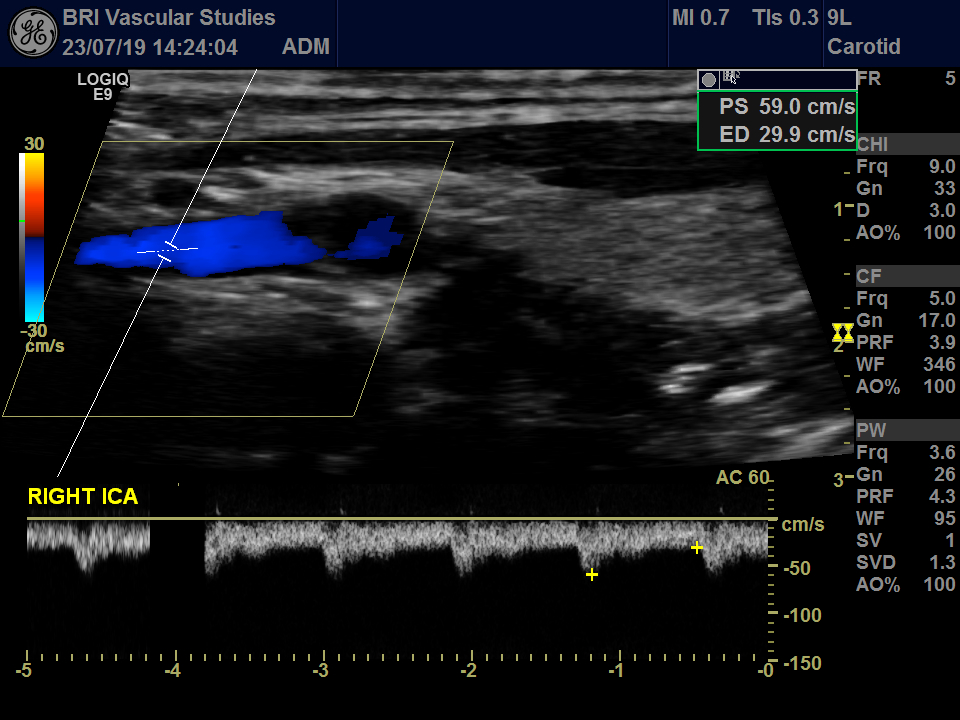 BRI Vascular Studies
23/07/19 14:24:04 ADM
MI 0.7 TIs 0.3
9L
Carotid
LOGIQ
E9
PS 59.0 cm/s
ED 29.9 cm/s
30
-30
cm/s
1
2
3
FR 5
CHI
Frq 9.0
Gn 33
D 3.0
AO% 100
CF
Frq 5.0
Gn 17.0
PRF 3.9
WF 346
AO% 100
PW
Frq 3.6
Gn 26
PRF 4.3
WF 95
SV 1
SVD 1.3
AO% 100
AC 60
RIGHT ICA
cm/s
-50
-100
-150
-5 -4 -3 -2 -1 -0